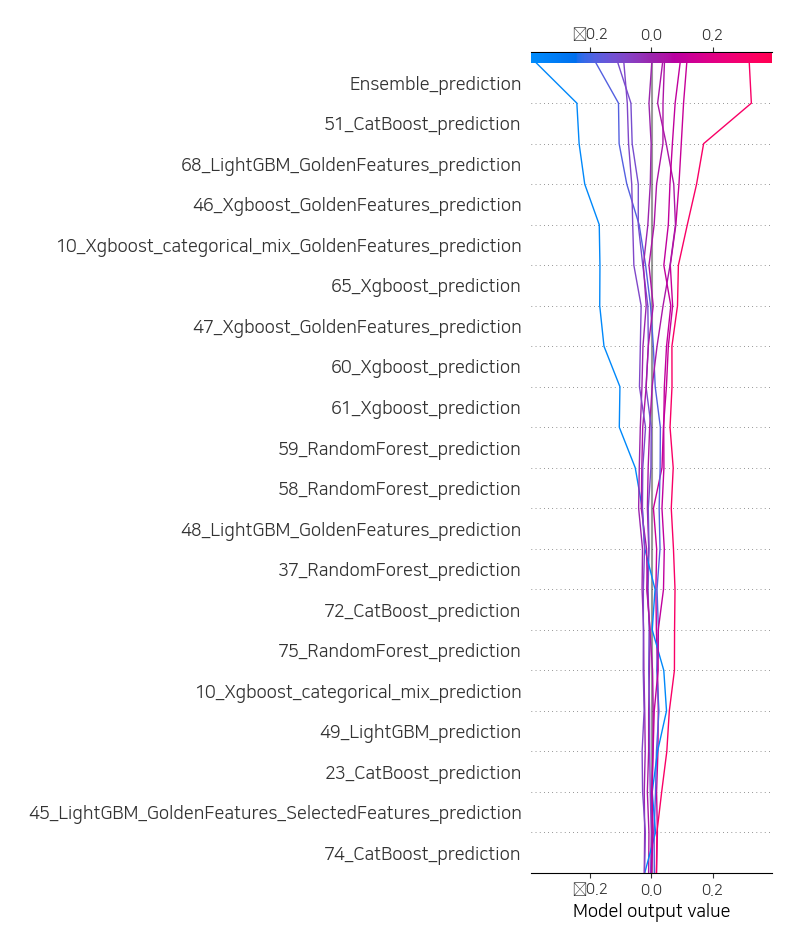 0.2 0.0 0.2
Ensemble_prediction
51_CatBoost_prediction
68_LightGBM_GoldenFeatures_prediction
46_Xgboost_GoldenFeatures_prediction
10_Xgboost_categorical_mix_GoldenFeatures_prediction
65_Xgboost_prediction
47_Xgboost_GoldenFeatures_prediction
60_Xgboost_prediction
61_Xgboost_prediction
59_RandomForest_prediction
58_RandomForest_prediction
48_LightGBM_GoldenFeatures_prediction
37_RandomForest_prediction
72_CatBoost_prediction
75_RandomForest_prediction
10_Xgboost_categorical_mix_prediction
49_LightGBM_prediction
23_CatBoost_prediction
45_LightGBM_GoldenFeatures_SelectedFeatures_prediction
74_CatBoost_prediction
0.2 0.0 0.2
Model output value